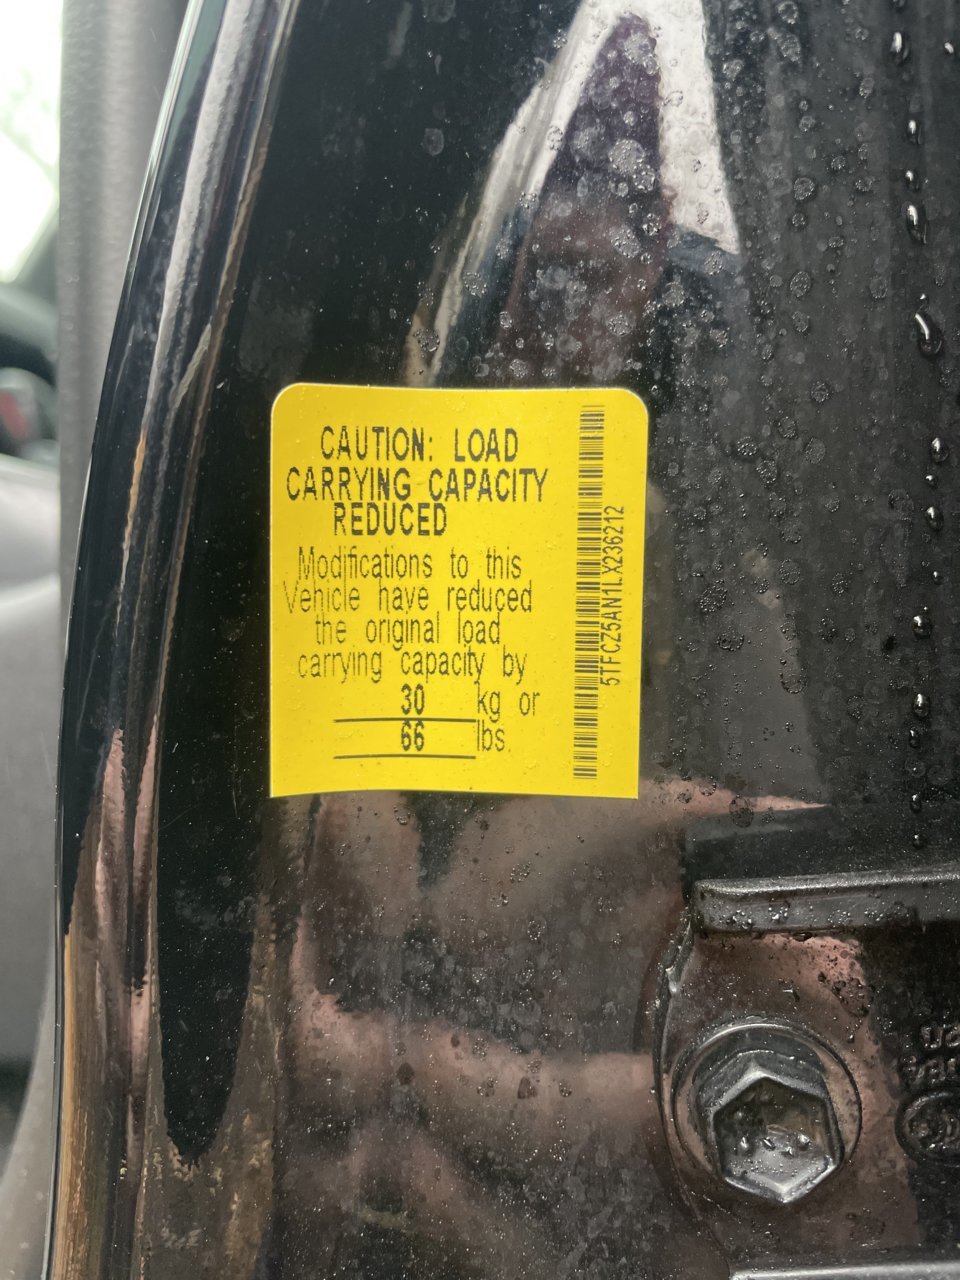 CAUTION: LOAD
CARRYING CAPACITY
REDUCED
Modifications to this
Vehicle have reduced
the original load
carrying capacity by
30 kg or
66 lbs.
5TFCZ5AN1LX236212